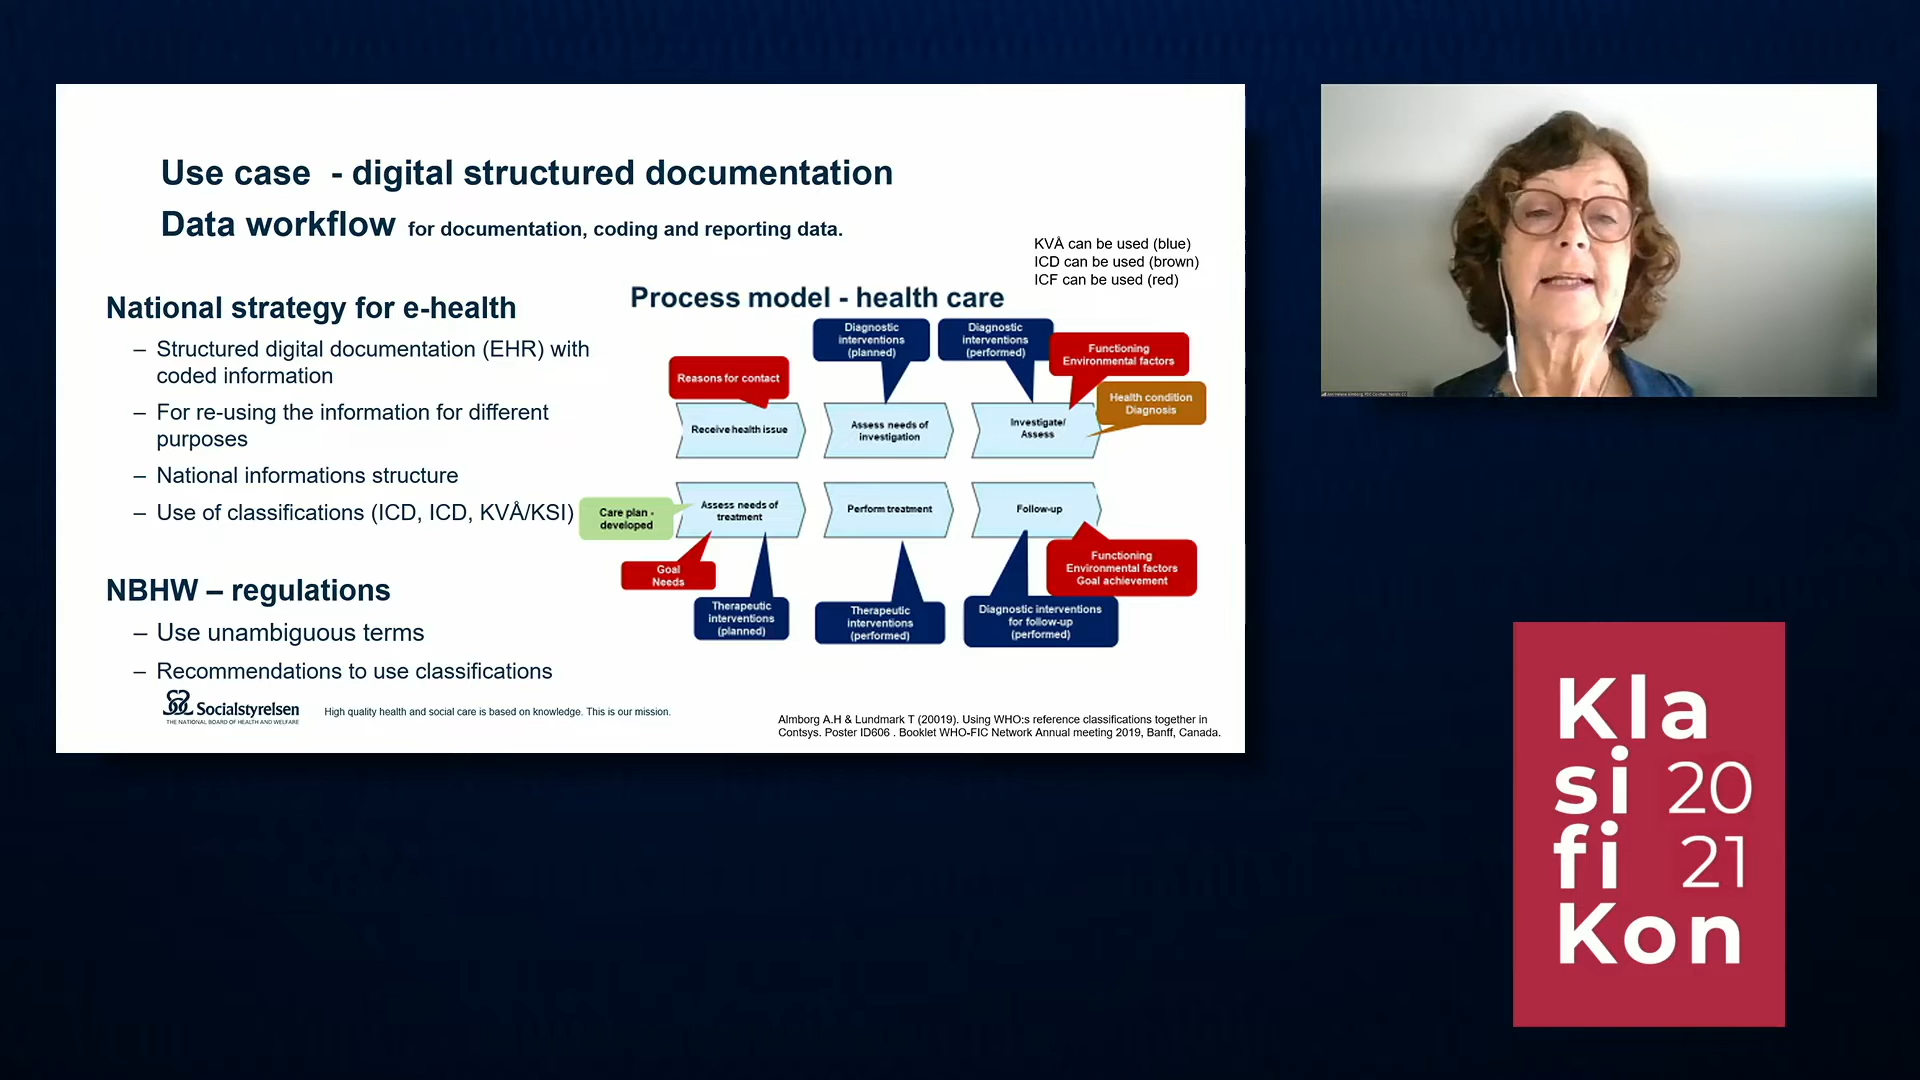 Use case - digital structured documentation
Data workflow for documentation, coding and reporting data.
KVÅ can be used (blue)
ICD can be used (brown)
ICF can be used (red)
National strategy for e-health
– Structured digital documentation (EHR) with
coded information
– For re-using the information for different
purposes
– National informations structure
– Use of classifications (ICD, ICD, KVÅ/KSI)
NBHW – regulations
– Use unambiguous terms
– Recommendations to use classifications
Process model - health care
Diagnostic
interventions
(planned)
Diagnostic
interventions
(performed)
Functioning
Environmental factors
Reasons for contact
Health condition
Diagnosis
Receive health issue
Assess needs of
investigation
Investigate/
Assess
Care plan -
developed
Assess needs of
treatment
Perform treatment
Follow-up
Goal
Needs
Functioning
Environmental factors
Goal achievement
Therapeutic
interventions
(planned)
Therapeutic
interventions
(performed)
Diagnostic interventions
for follow-up
(performed)
Socialstyrelsen
THE NATIONAL BOARD OF HEALTH AND WELFARE
High quality health and social care is based on knowledge. This is our mission.
Almborg A.H & Lundmark T (20019). Using WHO:s reference classifications together in
Contsys. Poster ID606 . Booklet WHO-FIC Network Annual meeting 2019, Banff, Canada.
Kla
si 20
fi 21
Kon